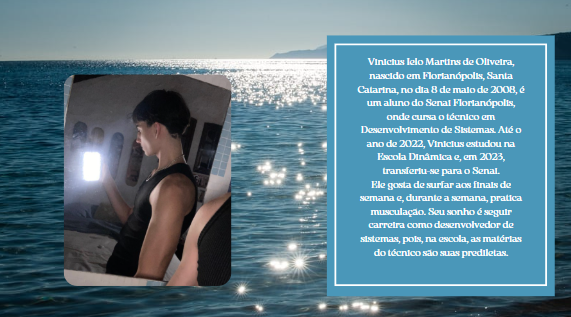 Vinicius Ielo Martins de Oliveira,
nascido em Florianópolis, Santa
Catarina, no dia 8 de maio de 2008, é
um aluno do Senai Florianópolis,
onde cursa o técnico em
Desenvolvimento de Sistemas. Até o
ano de 2022, Vinicius estudou na
Escola Dinâmica e, em 2023,
transferiu-se para o Senai.
Ele gosta de surfar aos finais de
semana e, durante a semana, pratica
musculação. Seu sonho é seguir
carreira como desenvolvedor de
sistemas, pois, na escola, as matérias
do técnico são suas prediletas.